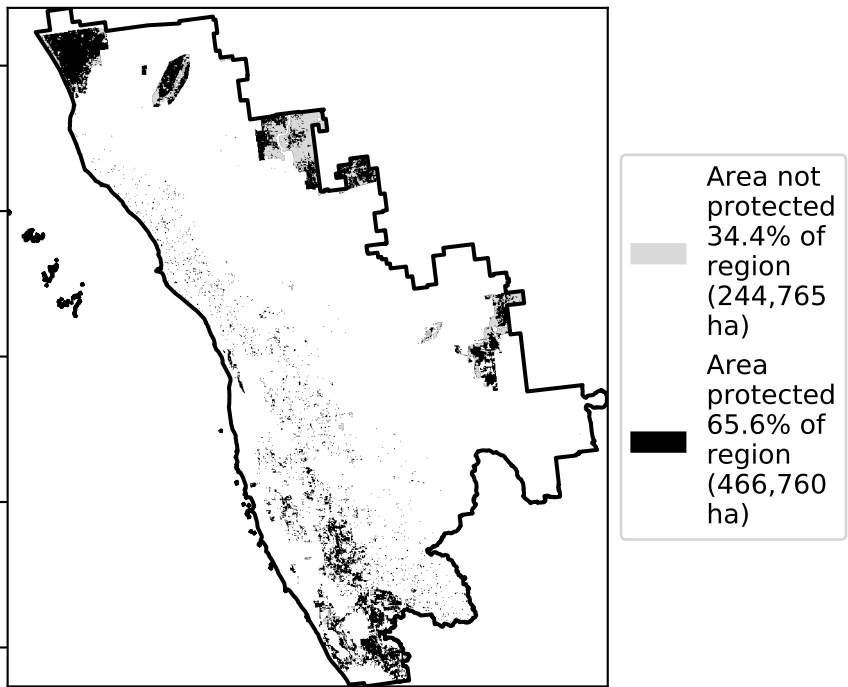 Area not
protected
34.4% of
region
(244,765
ha)
Area
protected
65.6% of
region
(466,760
ha)